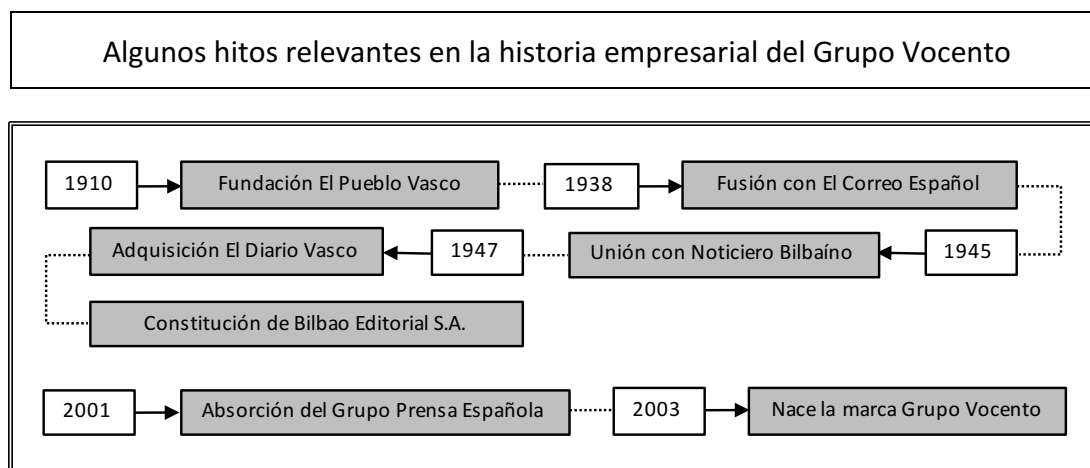 Algunos hitos relevantes en la historia empresarial del Grupo Vocento
1910
Fundación El Pueblo Vasco
1938
Fusión con El Correo Español
1945
Unión con Noticiero Bilbaíno
1947
Adquisición El Diario Vasco
Constitución de Bilbao Editorial S.A.
2001
Absorción del Grupo Prensa Española
2003
Nace la marca Grupo Vocento